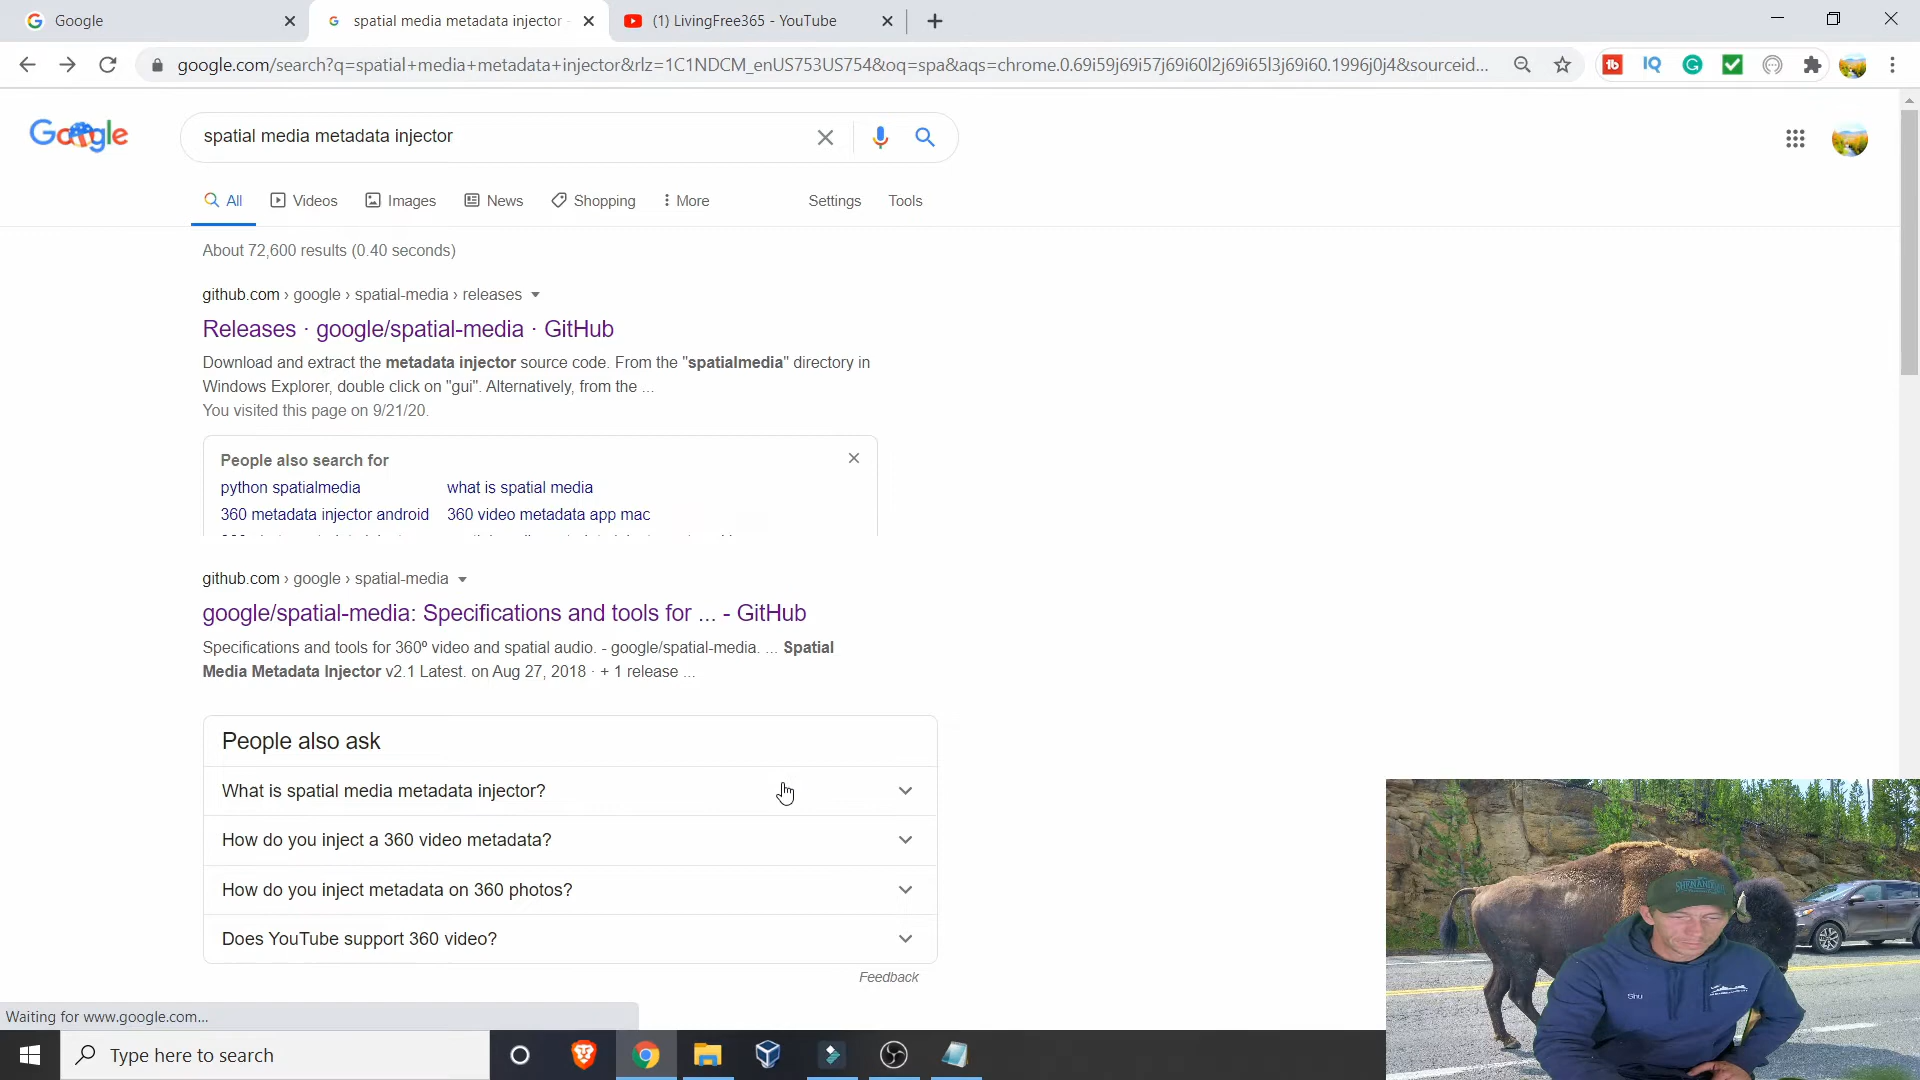 Google
spatial media metadata injector -
(1) LivingFree365 - YouTube
google.com/search?q=spatial+media+metadata+injector&rlz=1C1NDCM_enUS753US754&oq=spa&aqs=chrome.0.69i59j69i57j69i60l2j69i65l3j69i60.1996j0j4&sourceid...
Google
spatial media metadata injector
All
Videos
Images
News
Shopping
More
Settings
Tools
About 72,600 results (0.40 seconds)
github.com › google › spatial-media › releases
Releases · google/spatial-media · GitHub
Download and extract the metadata injector source code. From the "spatialmedia" directory in
Windows Explorer, double click on "gui". Alternatively, from the ...
You visited this page on 9/21/20.
People also search for
python spatialmedia
what is spatial media
360 metadata injector android
360 video metadata app mac
github.com › google › spatial-media
google/spatial-media: Specifications and tools for ... - GitHub
Specifications and tools for 360º video and spatial audio. - google/spatial-media. ... Spatial
Media Metadata Injector v2.1 Latest. on Aug 27, 2018 · + 1 release ...
People also ask
What is spatial media metadata injector?
How do you inject a 360 video metadata?
How do you inject metadata on 360 photos?
Does YouTube support 360 video?
Feedback
Waiting for www.google.com...
Type here to search
Shu